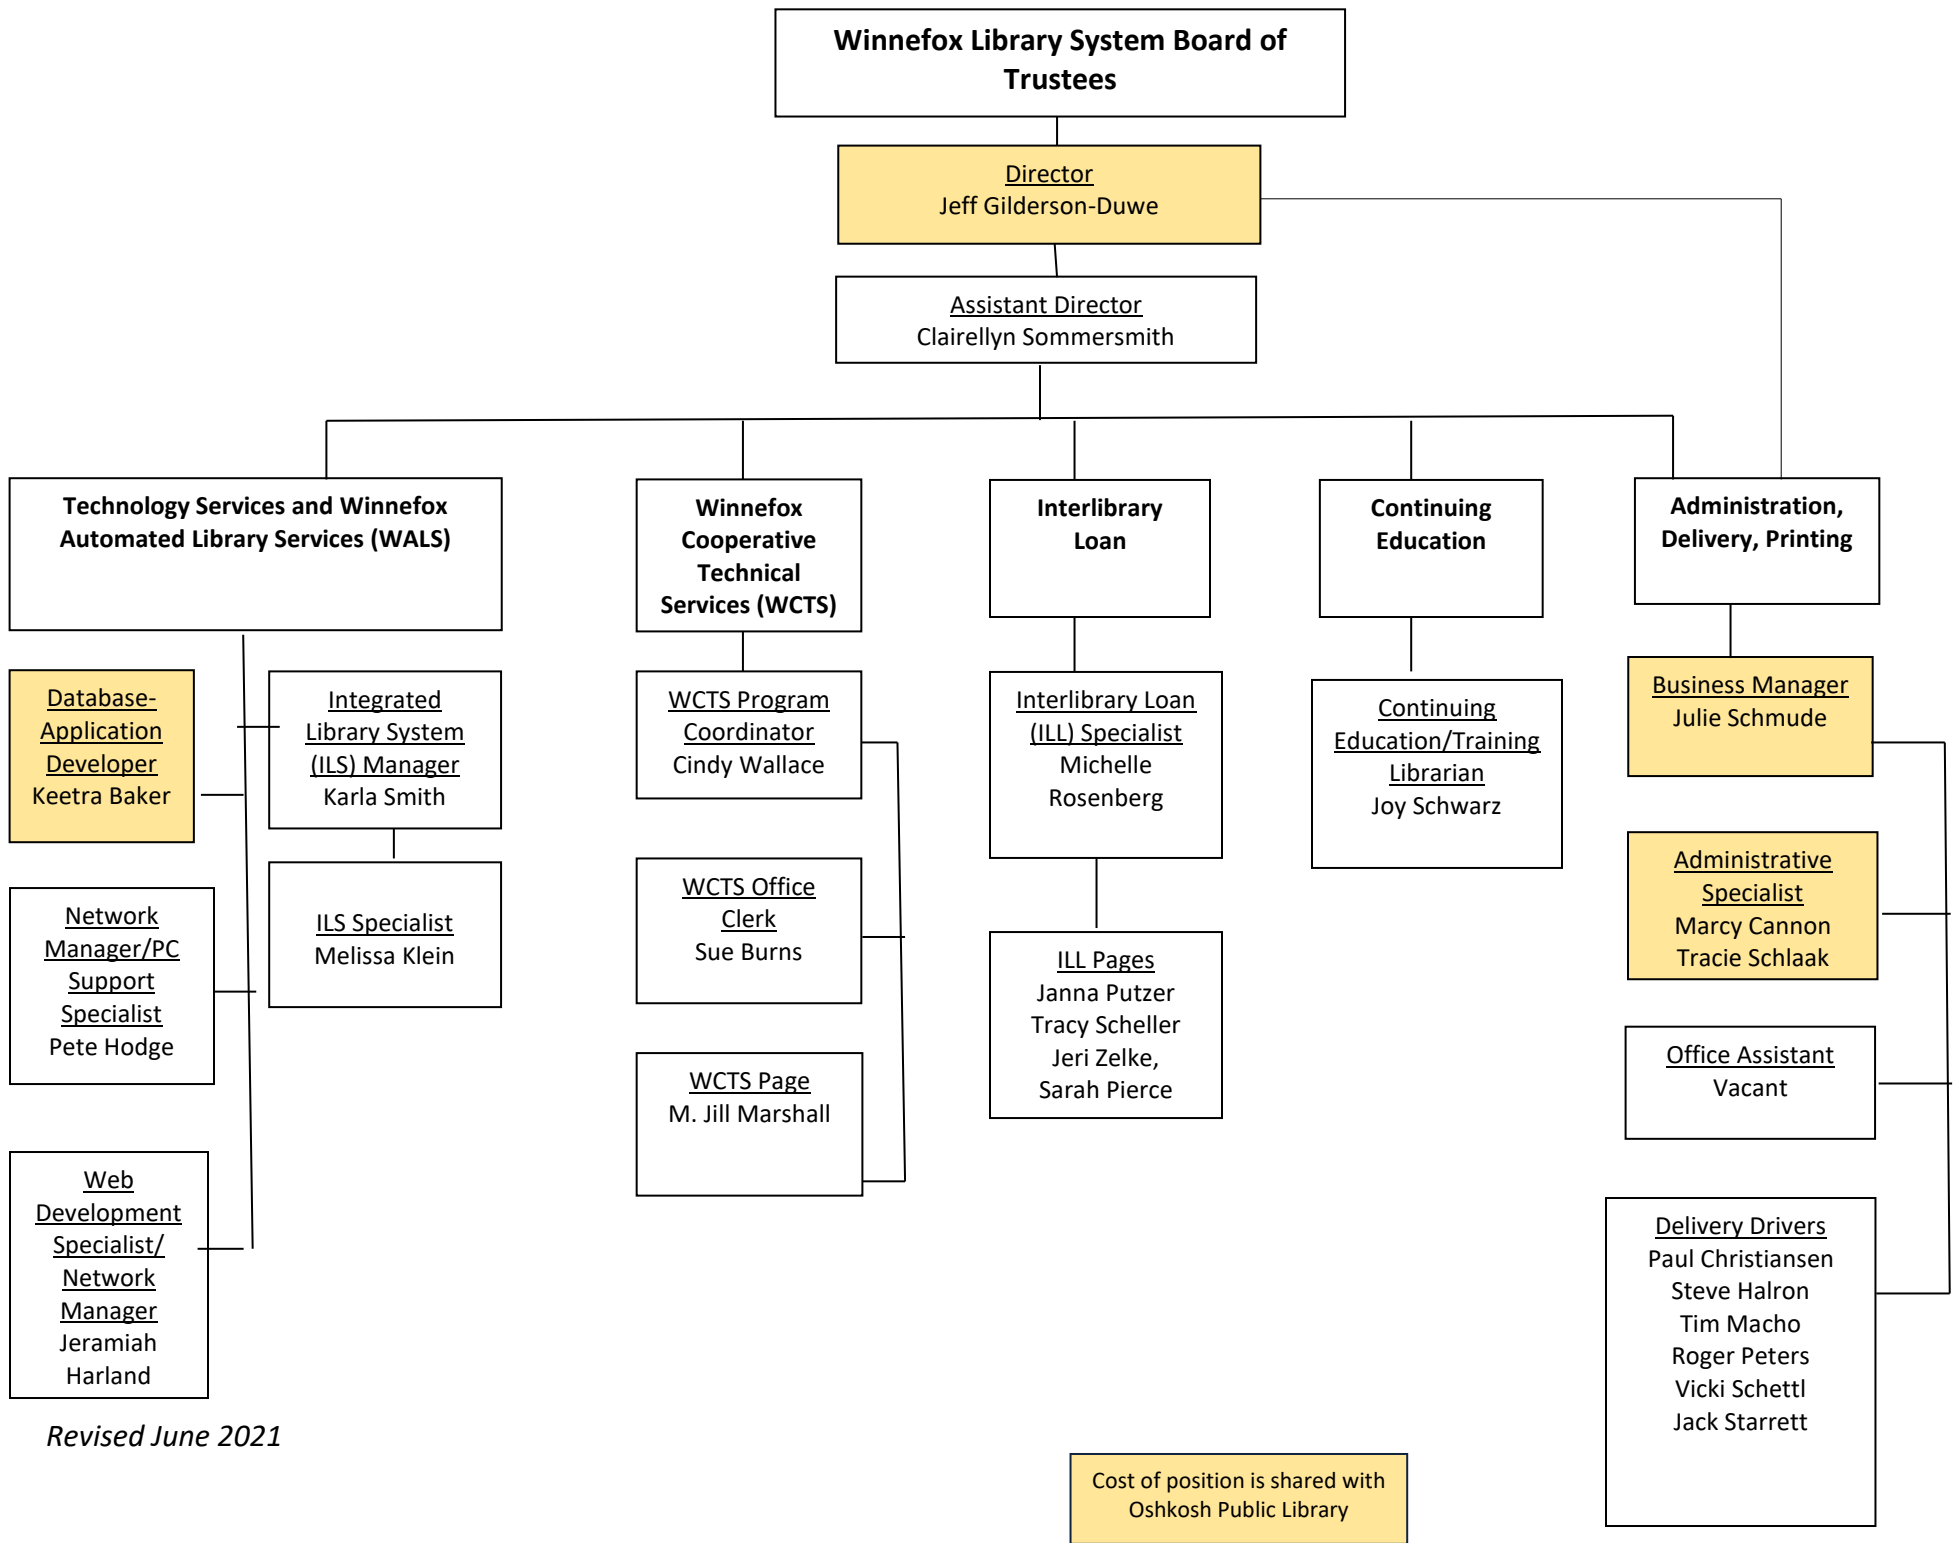 Winnefox Library System Board of
Trustees
Director
Jeff Gilderson-Duwe
Assistant Director
Clairellyn Sommersmith
Technology Services and Winnefox
Automated Library Services (WALS)
Winnefox
Cooperative
Technical
Services (WCTS)
Interlibrary
Loan
Continuing
Education
Administration,
Delivery, Printing
Database-
Application
Developer
Keetra Baker
Integrated
Library System
(ILS) Manager
Karla Smith
Network
Manager/PC
Support
Specialist
Pete Hodge
ILS Specialist
Melissa Klein
Web
Development
Specialist/
Network
Manager
Jeramiah
Harland
WCTS Program
Coordinator
Cindy Wallace
WCTS Office
Clerk
Sue Burns
WCTS Page
M. Jill Marshall
Interlibrary Loan
(ILL) Specialist
Michelle
Rosenberg
ILL Pages
Janna Putzer
Tracy Scheller
Jeri Zelke,
Sarah Pierce
Continuing
Education/Training
Librarian
Joy Schwarz
Business Manager
Julie Schmude
Administrative
Specialist
Marcy Cannon
Tracie Schlaak
Office Assistant
Vacant
Delivery Drivers
Paul Christiansen
Steve Halron
Tim Macho
Roger Peters
Vicki Schettl
Jack Starrett
Revised June 2021
Cost of position is shared with
Oshkosh Public Library